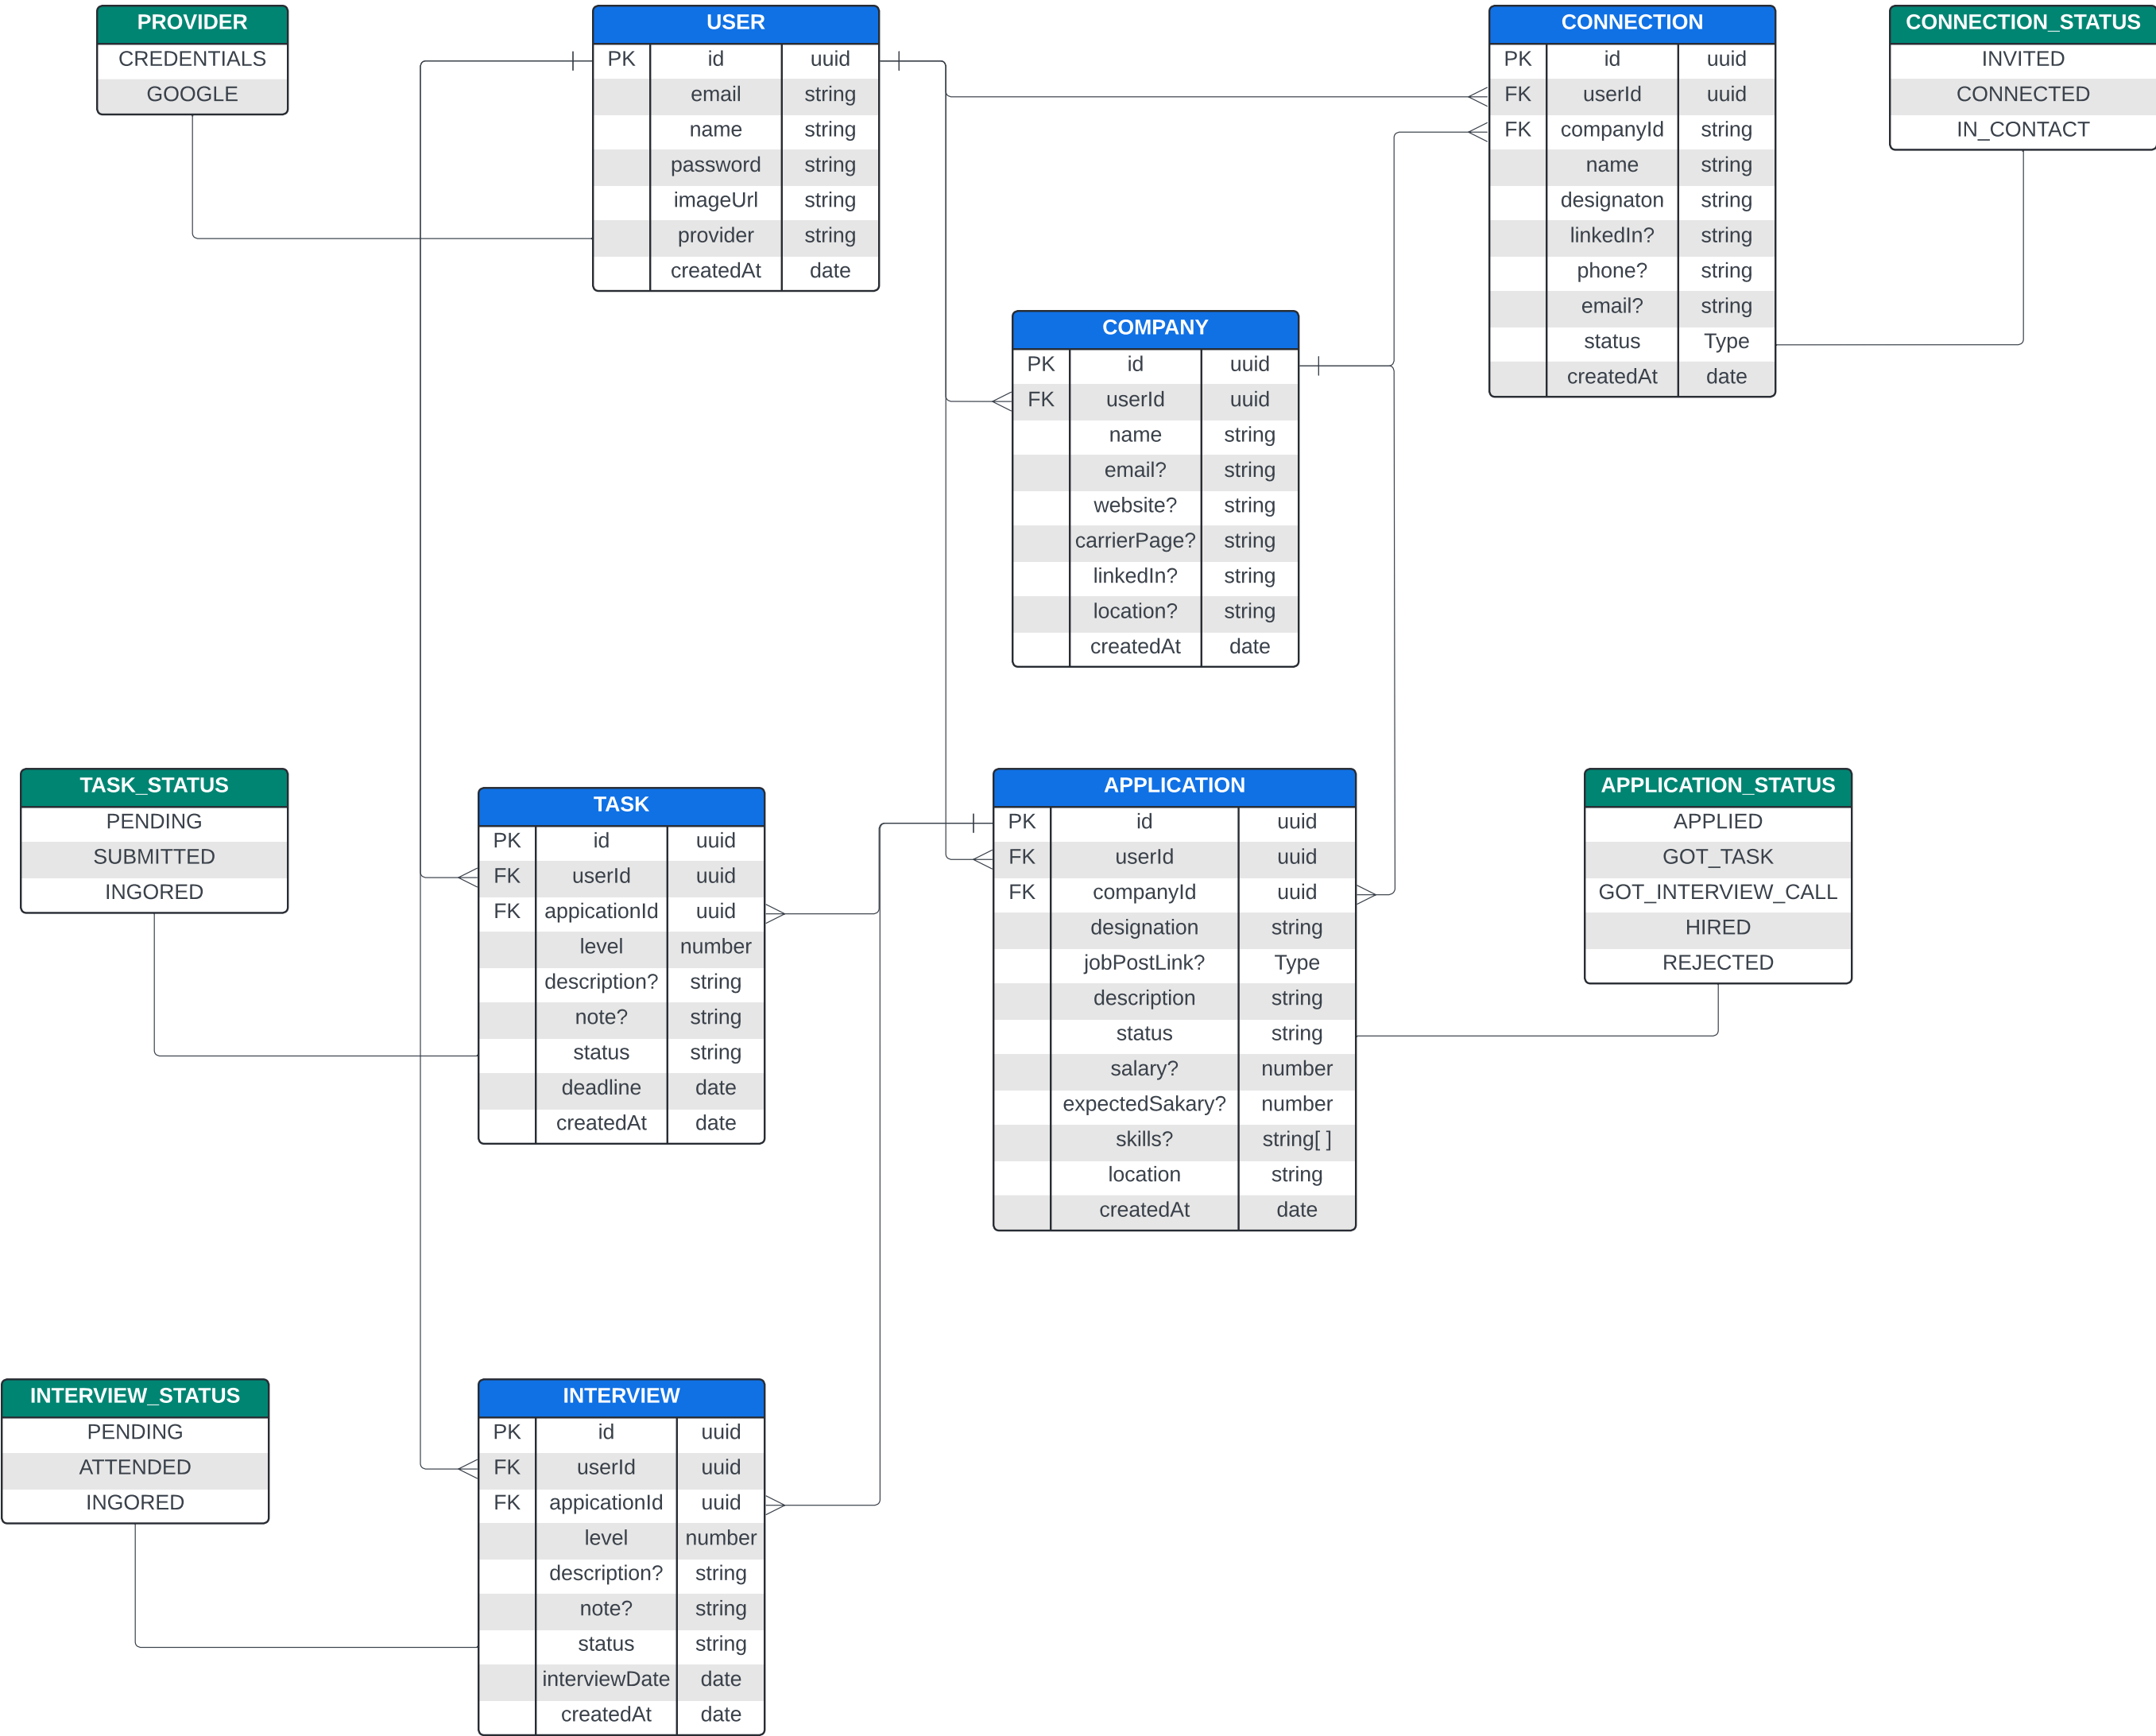 PROVIDER
CREDENTIALS
GOOGLE
USER
PK id uuid
email string
name string
password string
imageUrl string
provider string
createdAt date
CONNECTION
PK id uuid
FK userId uuid
FK companyId string
name string
designaton string
linkedIn? string
phone? string
email? string
status Type
createdAt date
CONNECTION_STATUS
INVITED
CONNECTED
IN_CONTACT
COMPANY
PK id uuid
FK userId uuid
name string
email? string
website? string
carrierPage? string
linkedIn? string
location? string
createdAt date
TASK_STATUS
PENDING
SUBMITTED
INGORED
TASK
PK id uuid
FK userId uuid
FK appicationId uuid
level number
description? string
note? string
status string
deadline date
createdAt date
APPLICATION
PK id uuid
FK userId uuid
FK companyId uuid
designation string
jobPostLink? Type
description string
status string
salary? number
expectedSakary? number
skills? string[ ]
location string
createdAt date
APPLICATION_STATUS
APPLIED
GOT_TASK
GOT_INTERVIEW_CALL
HIRED
REJECTED
INTERVIEW_STATUS
PENDING
ATTENDED
INGORED
INTERVIEW
PK id uuid
FK userId uuid
FK appicationId uuid
level number
description? string
note? string
status string
interviewDate date
createdAt date